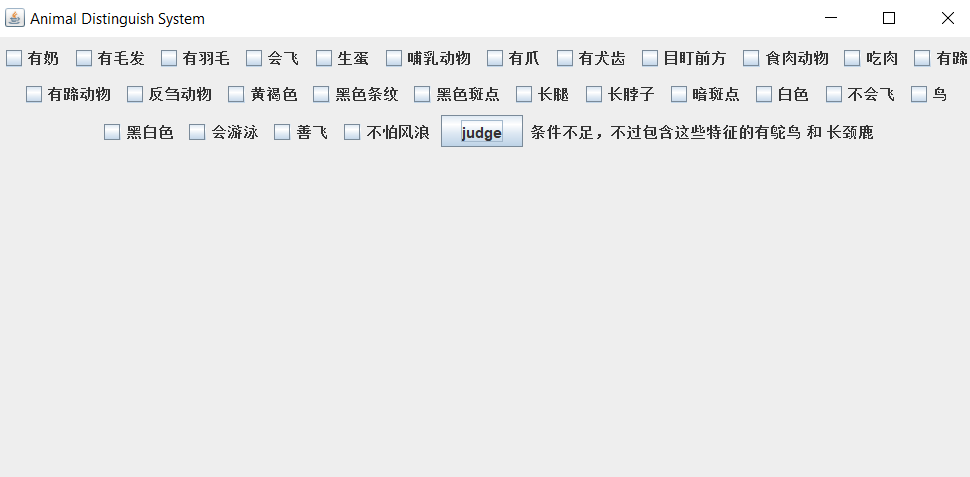 Animal Distinguish System
有奶 有毛发 有羽毛 会飞 生蛋 哺乳动物 有爪 有犬齿 目盯前方 食肉动物 吃肉 有蹄
有蹄动物 反刍动物 黄褐色 黑色条纹 黑色斑点 长腿 长脖子 暗斑点 白色 不会飞 鸟
黑白色 会游泳 善飞 不怕风浪 judge 条件不足，不过包含这些特征的有鸵鸟 和 长颈鹿